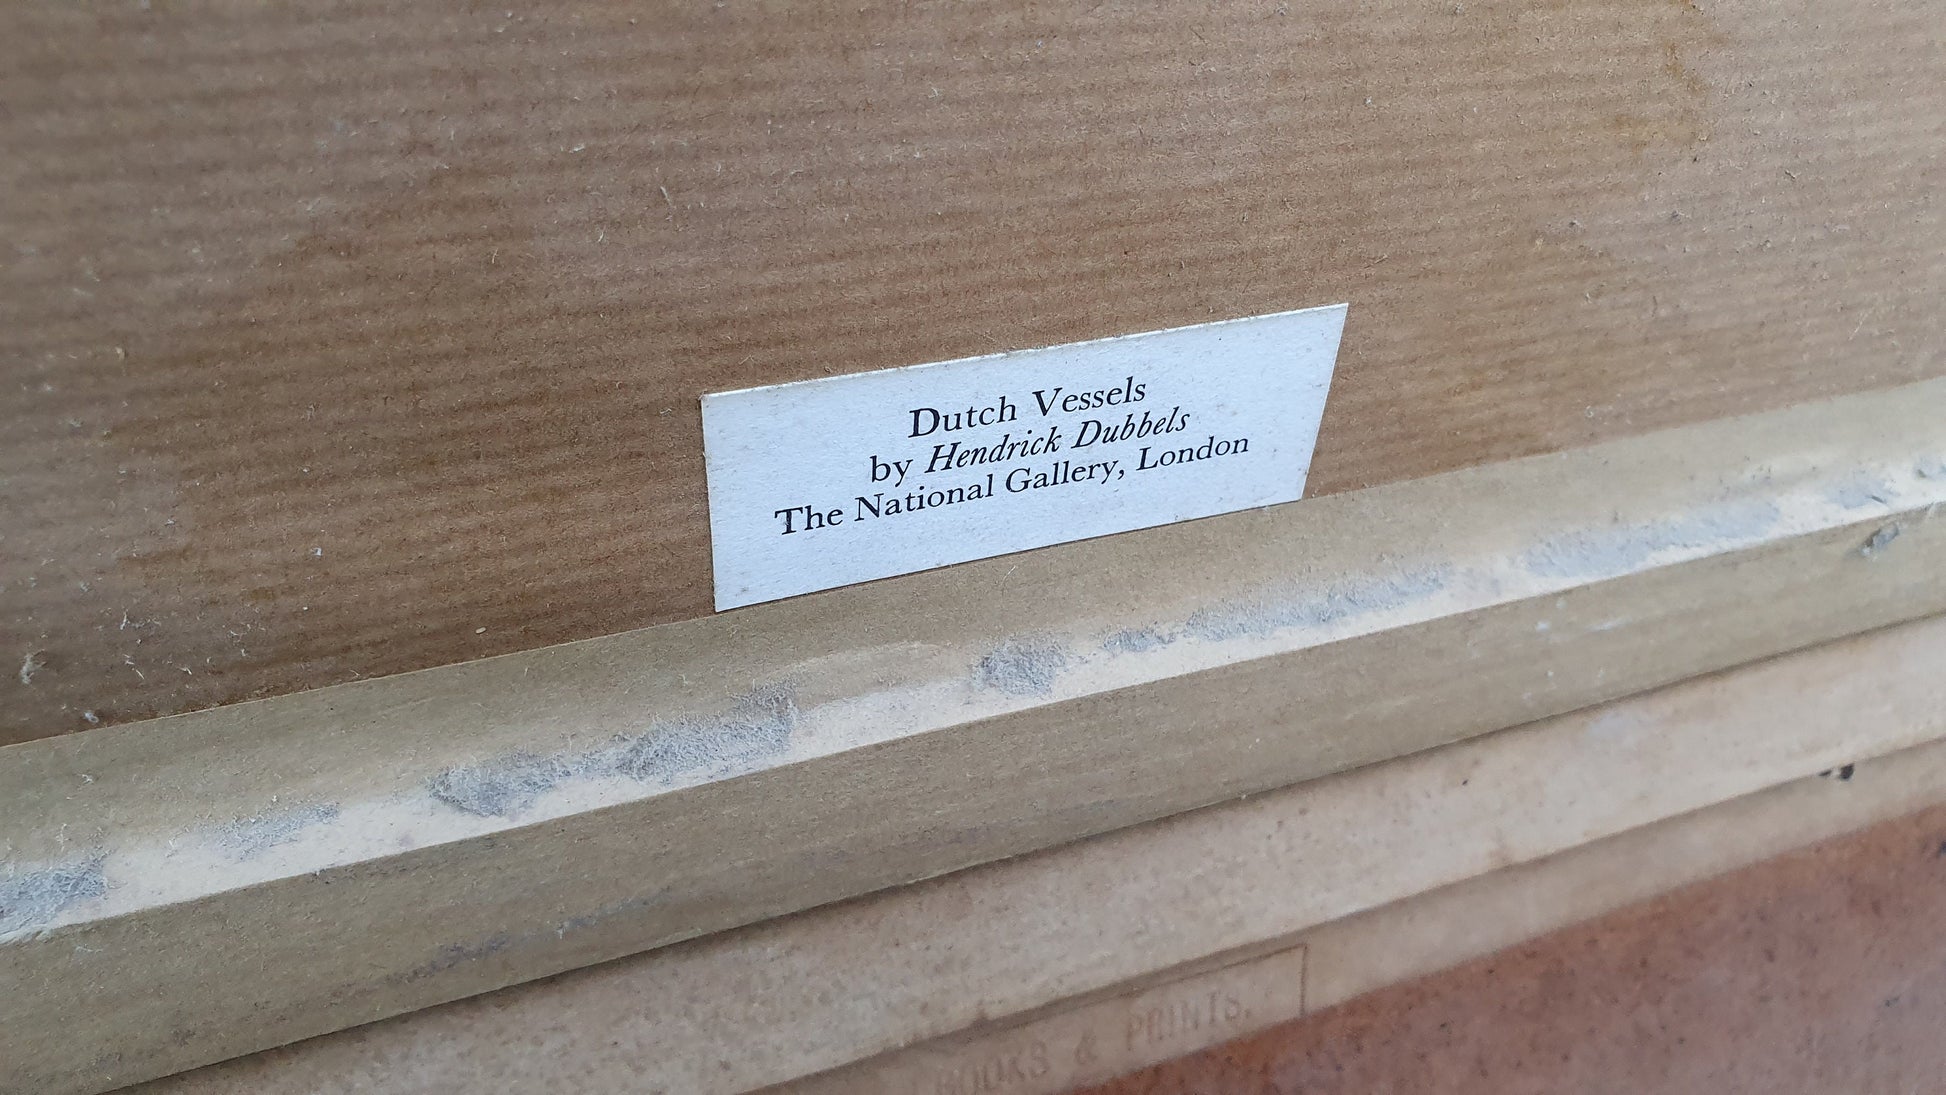 Dutch Vessels
by Hendrick Dubbels
The National Gallery, London
BOOKS & PRINTS.